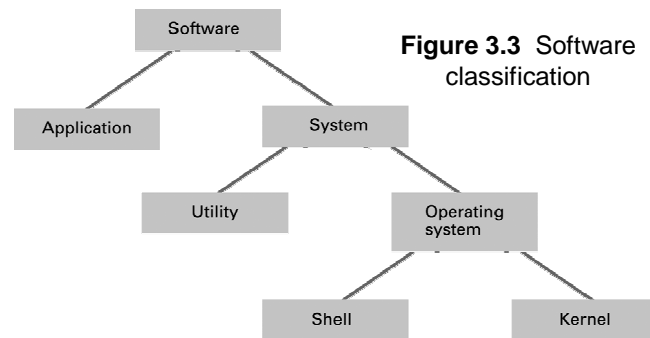 Software
Figure 3.3 Software
classification
Application
System
Utility
Operating
system
Shell
Kernel